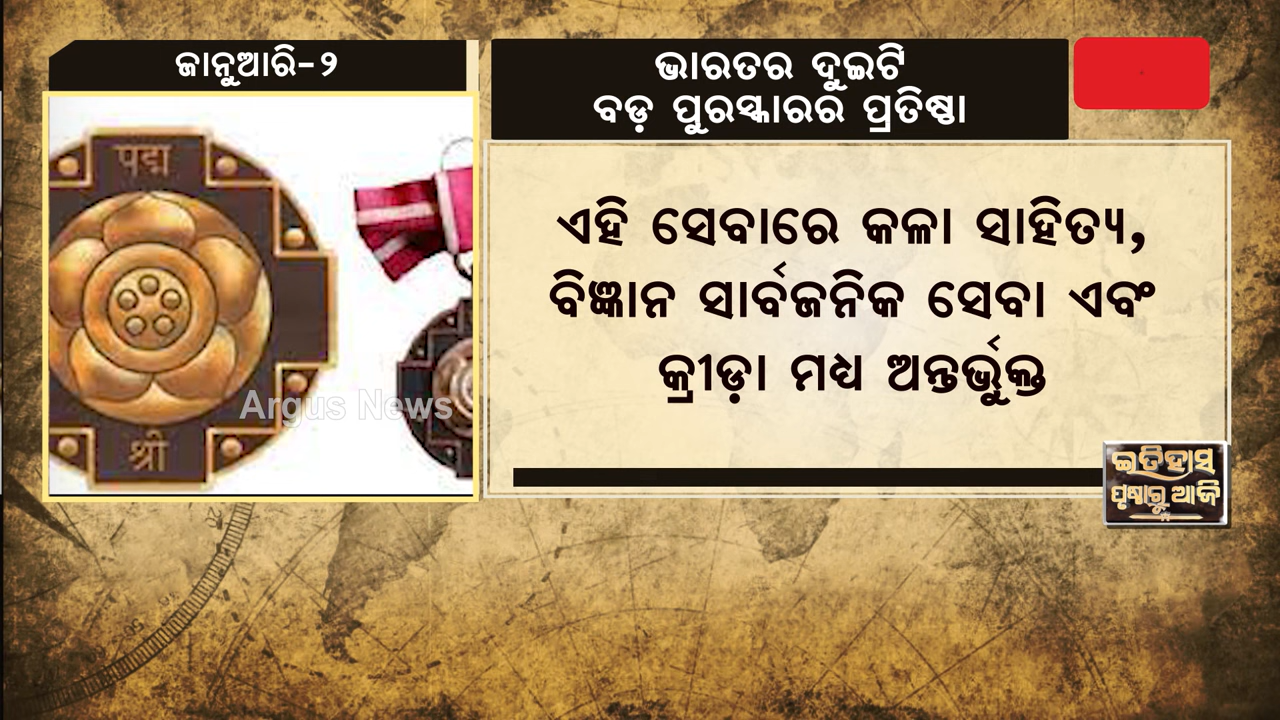 ଜାନୁଆରି-୨
ଭାରତର ଦୁଇଟି
ବଡ଼ ପୁରସ୍କାରର ପ୍ରତିଷ୍ଠା
पद्म
श्री
Argus News
ଏହି ସେବାରେ କଳା ସାହିତ୍ୟ,
ବିଜ୍ଞାନ ସାର୍ବଜନିକ ସେବା ଏବଂ
କ୍ରୀଡ଼ା ମଧ୍ୟ ଅନ୍ତର୍ଭୁକ୍ତ
ଇତିହାସ
ପୃଷ୍ଠାରୁ ଆଜି